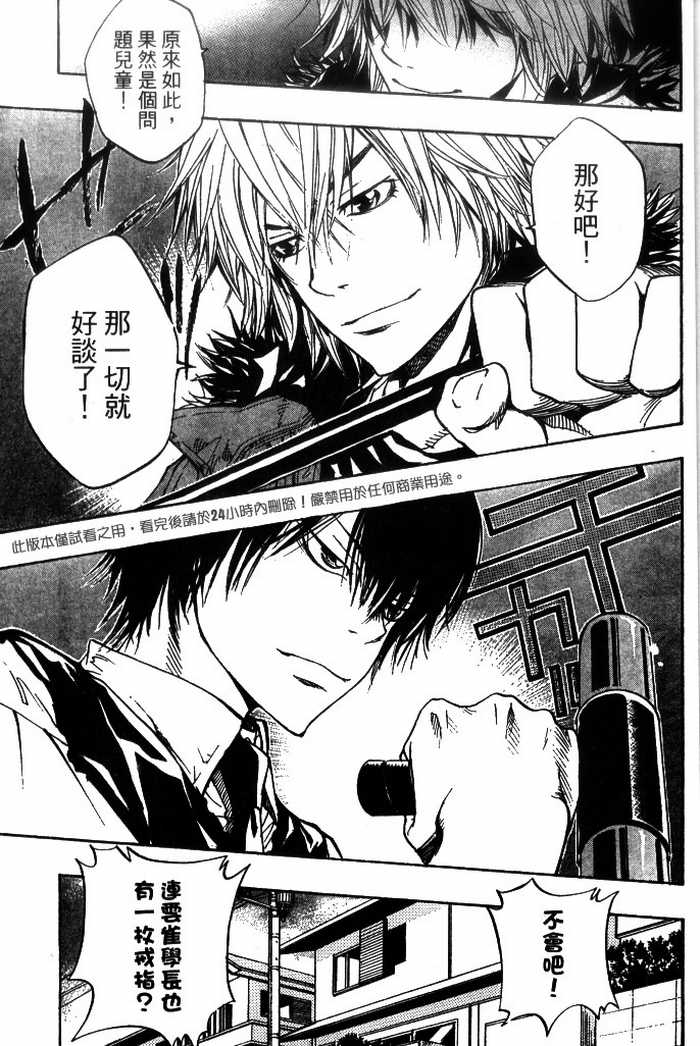 原來如此，
果然是個問
題兒童！
那好吧！
那一切就
好談了！
此版本僅試看之用，看完後請於24小時內刪除！嚴禁用於任何商業用途。
不會吧！
連雲雀學長也
有一枚戒指？